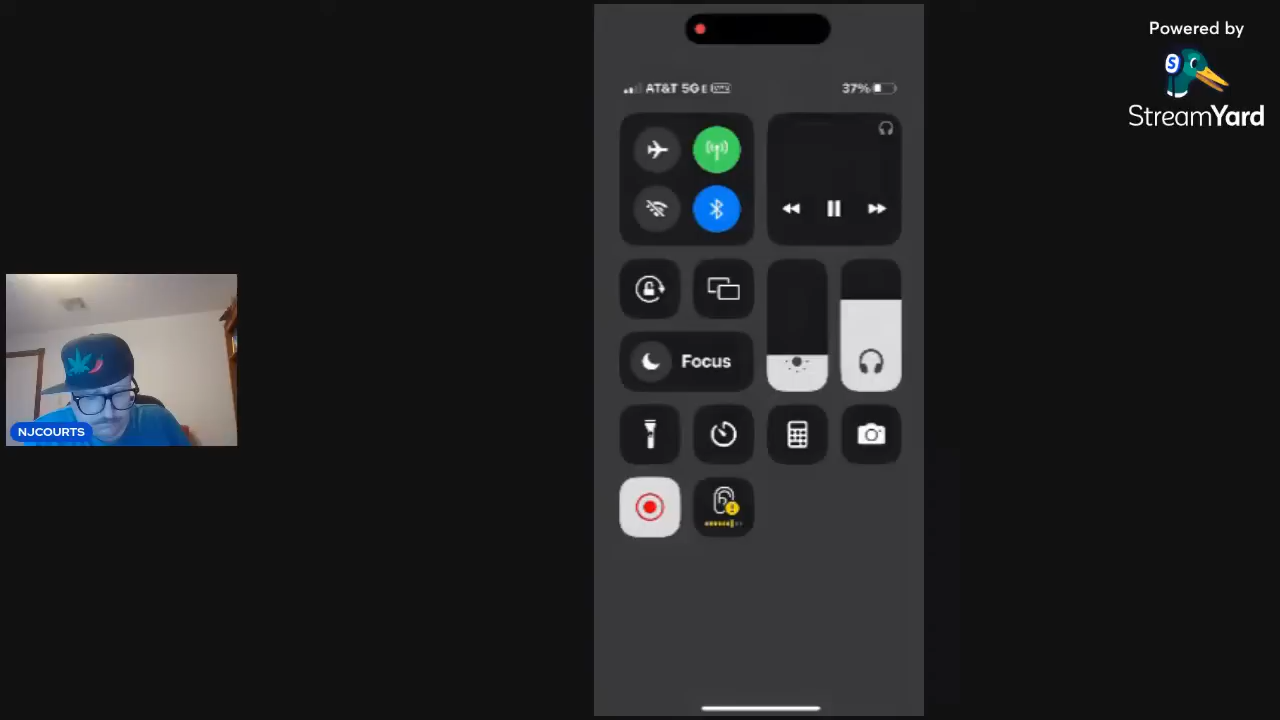 Powered by
StreamYard
AT&T 5G E
37%
Focus
NJCOURTS